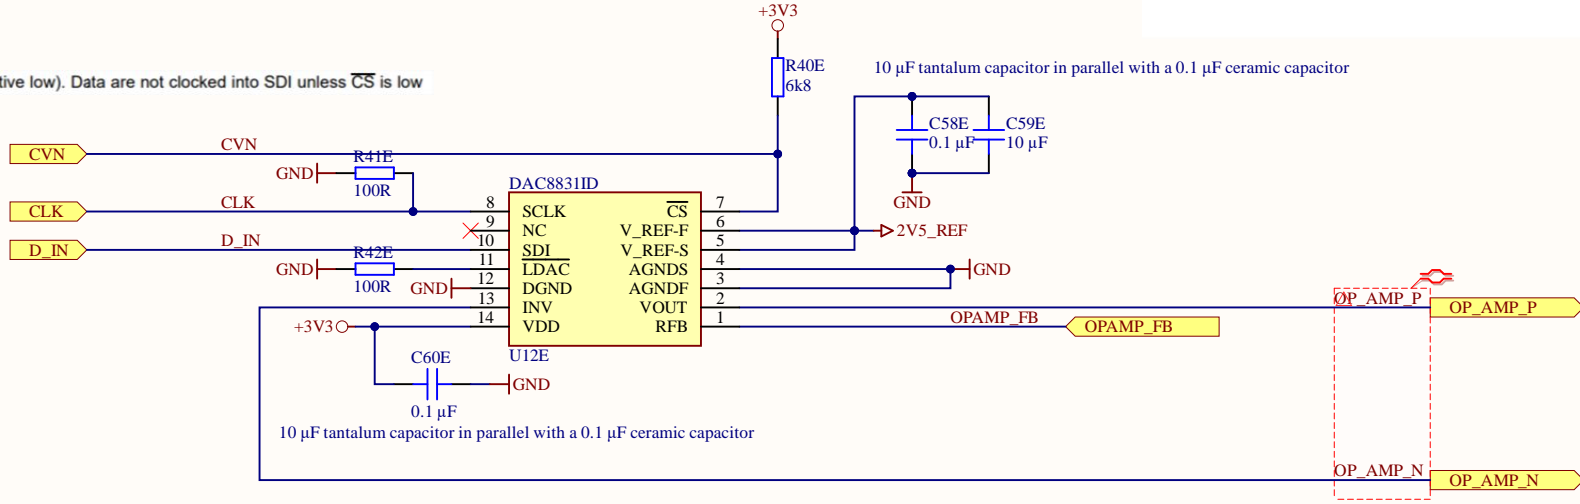 +3V3
R40E
6k8
10 µF tantalum capacitor in parallel with a 0.1 µF ceramic capacitor
tive low). Data are not clocked into SDI unless C̅S̅ is low
C58E
0.1 µF
C59E
10 µF
GND
CVN
CVN
R41E
GND
100R
CLK
CLK
D_IN
D_IN
R42E
GND
100R
GND
DAC8831ID
8 SCLK C̅S̅ 7
9 NC V_REF-F 6
10 SDI V_REF-S 5
11 L̅D̅A̅C̅ AGNDS 4
12 DGND AGNDF 3
13 INV VOUT 2
14 VDD RFB 1
U12E
2V5_REF
GND
OP_AMP_P
OP_AMP_P
OPAMP_FB
OPAMP_FB
+3V3
C60E
0.1 µF
GND
10 µF tantalum capacitor in parallel with a 0.1 µF ceramic capacitor
OP_AMP_N
OP_AMP_N